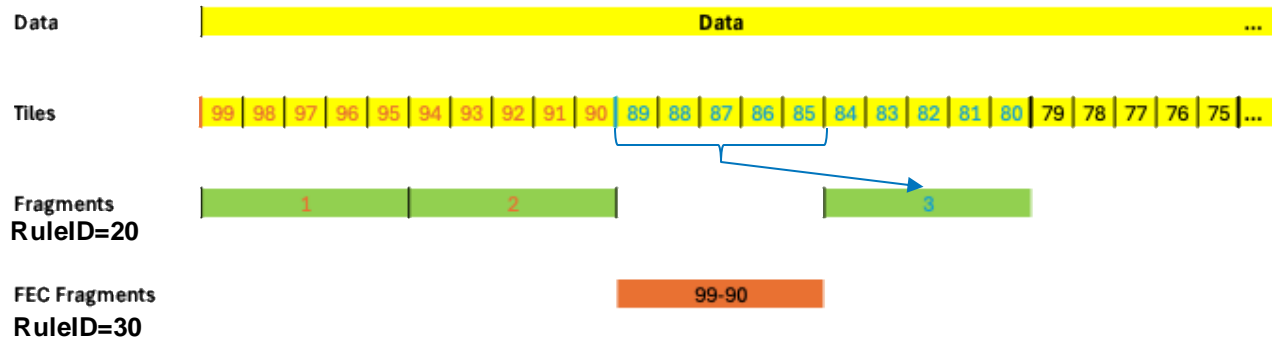 Data Data ...
Tiles 99 98 97 96 95 94 93 92 91 90 89 88 87 86 85 84 83 82 81 80 79 78 77 76 75 ...
Fragments 1 2 3
RuleID=20
FEC Fragments 99-90
RuleID=30